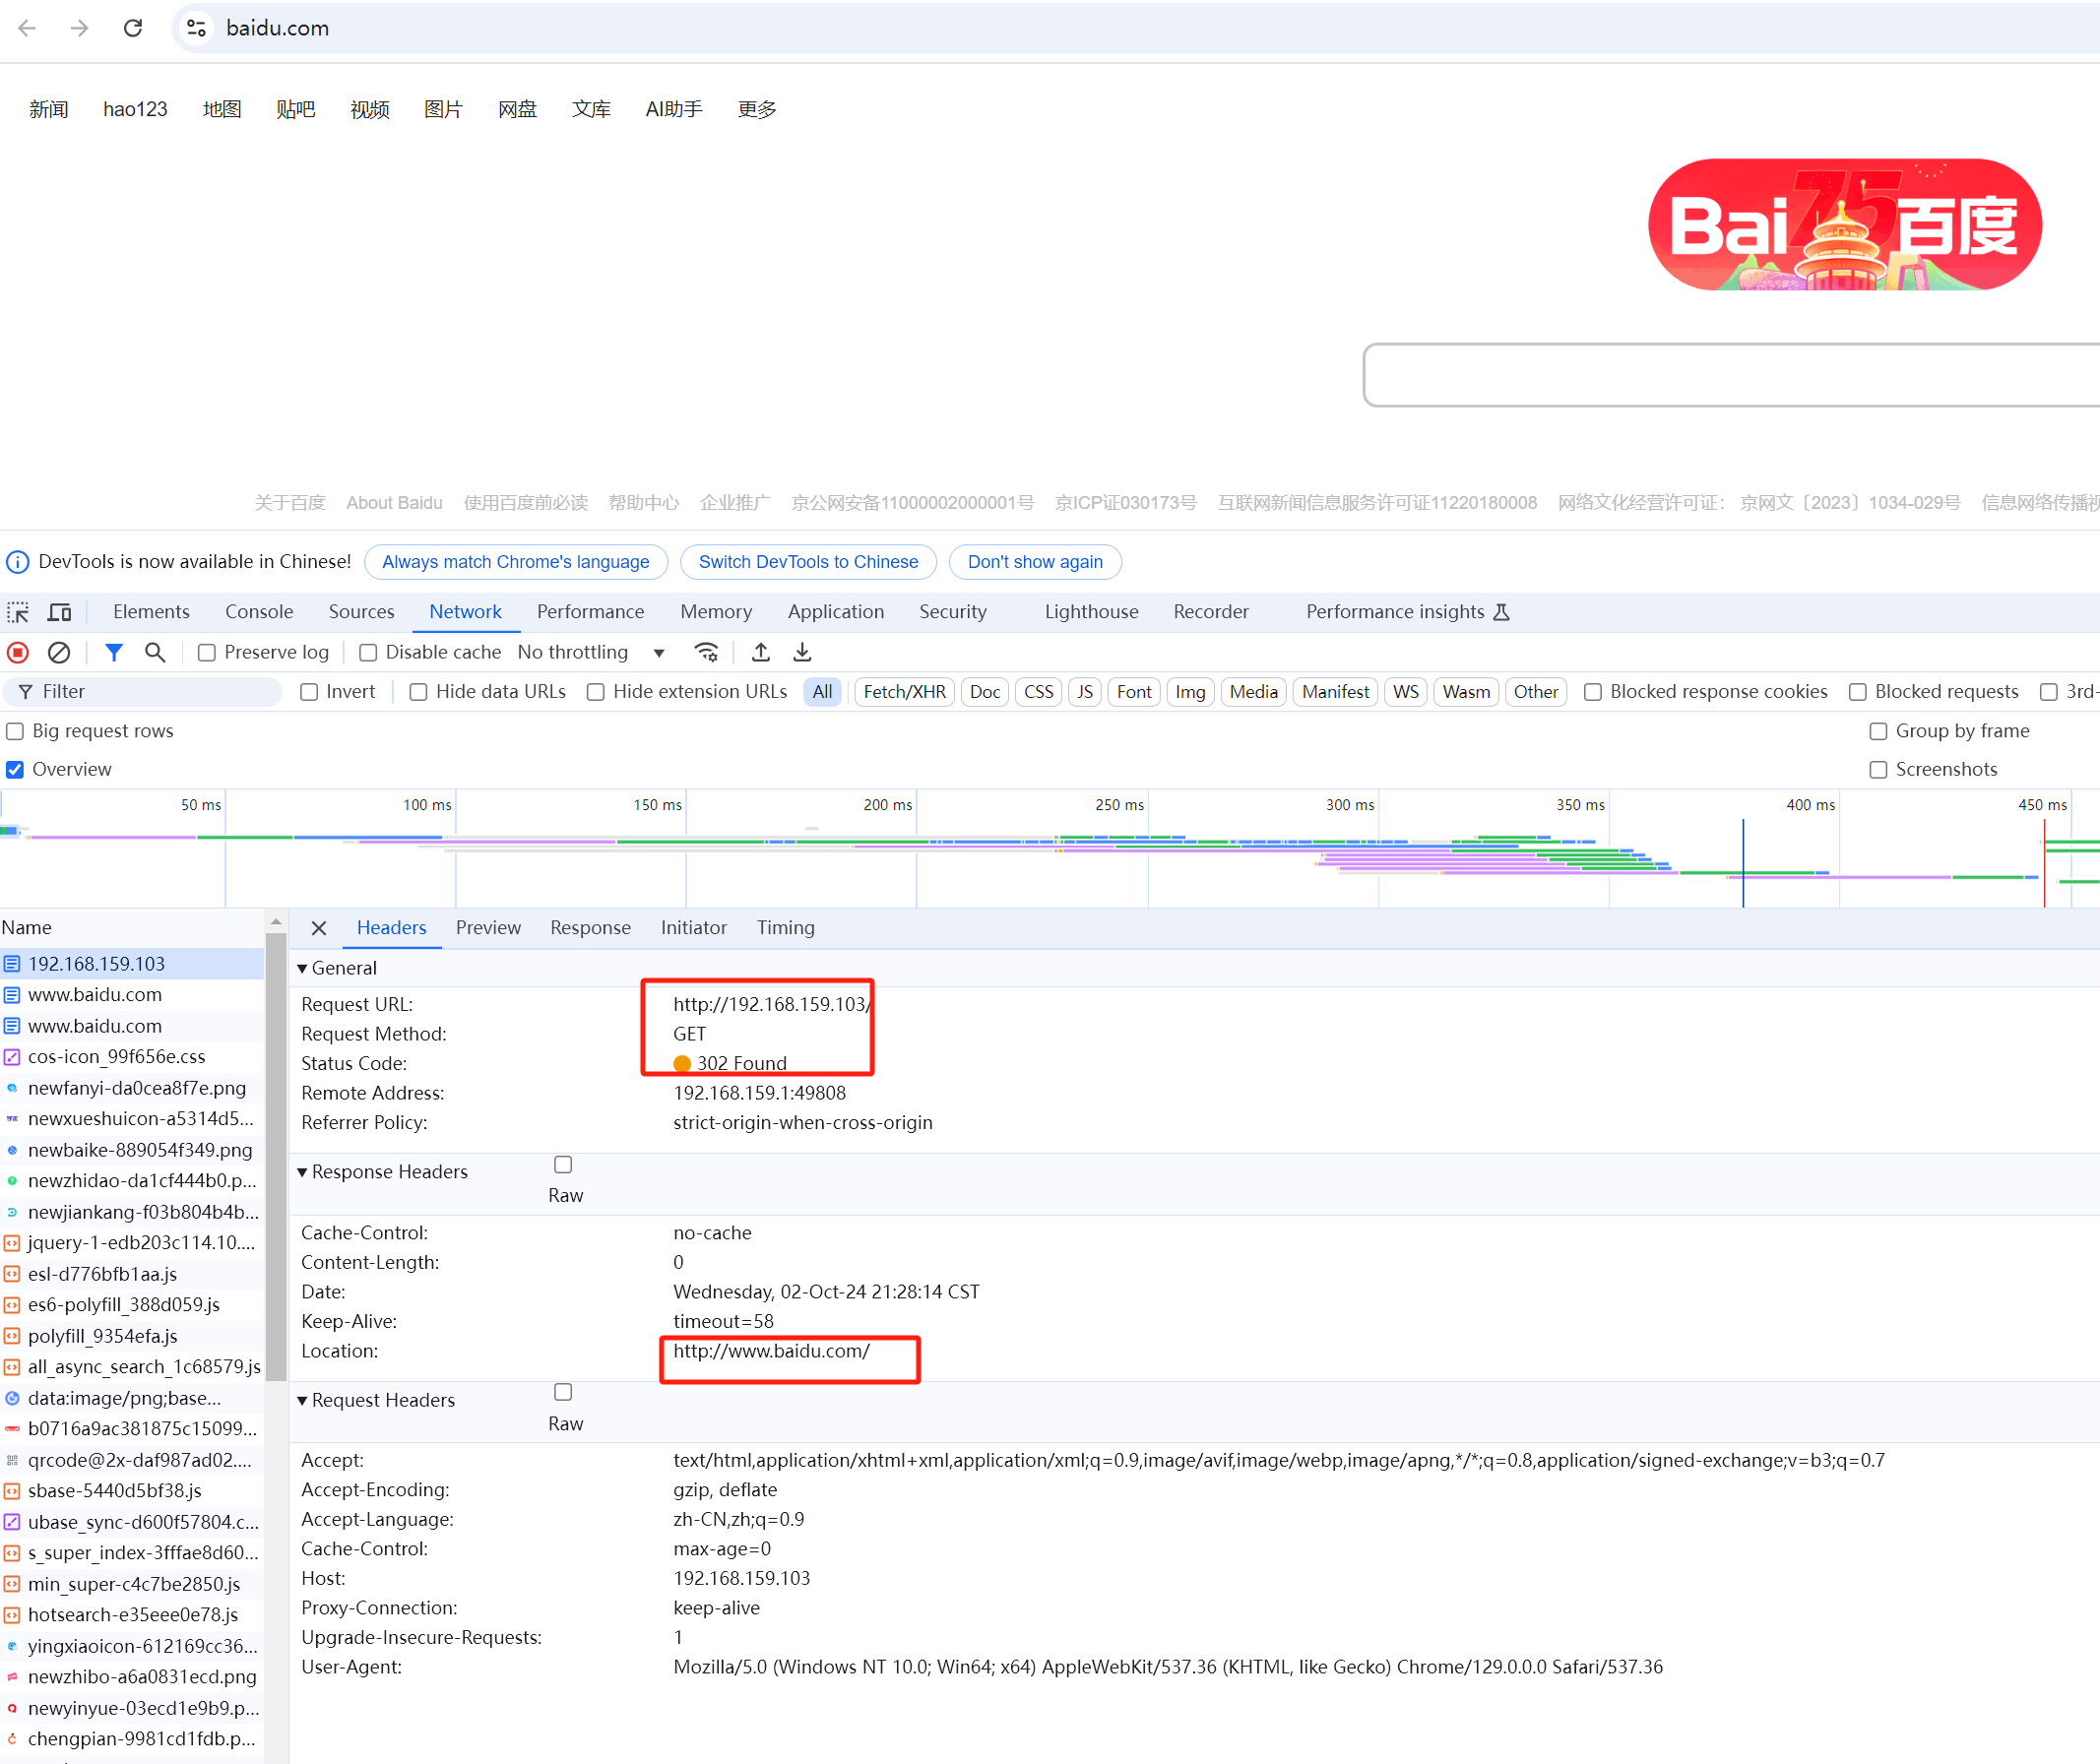 baidu.com
新闻 hao123 地图 贴吧 视频 图片 网盘 文库 AI助手 更多
Bai 75 百度
关于百度 About Baidu 使用百度前必读 帮助中心 企业推广 京公网安备11000002000001号 京ICP证030173号 互联网新闻信息服务许可证11220180008 网络文化经营许可证： 京网文〔2023〕1034-029号 信息网络传播视
DevTools is now available in Chinese! Always match Chrome's language Switch DevTools to Chinese Don't show again
Elements Console Sources Network Performance Memory Application Security Lighthouse Recorder Performance insights
Preserve log Disable cache No throttling
Filter Invert Hide data URLs Hide extension URLs All Fetch/XHR Doc CSS JS Font Img Media Manifest WS Wasm Other Blocked response cookies Blocked requests 3rd-
Big request rows Group by frame
Overview Screenshots
50 ms 100 ms 150 ms 200 ms 250 ms 300 ms 350 ms 400 ms 450 ms
Name
192.168.159.103
www.baidu.com
www.baidu.com
cos-icon_99f656e.css
newfanyi-da0cea8f7e.png
newxueshuicon-a5314d5...
newbaike-889054f349.png
newzhidao-da1cf444b0.p...
newjiankang-f03b804b4b...
jquery-1-edb203c114.10....
esl-d776bfb1aa.js
es6-polyfill_388d059.js
polyfill_9354efa.js
all_async_search_1c68579.js
data:image/png;base...
b0716a9ac381875c15099...
qrcode@2x-daf987ad02....
sbase-5440d5bf38.js
ubase_sync-d600f57804.c...
s_super_index-3fffae8d60...
min_super-c4c7be2850.js
hotsearch-e35eee0e78.js
yingxiaoicon-612169cc36...
newzhibo-a6a0831ecd.png
newyinyue-03ecd1e9b9.p...
chengpian-9981cd1fdb.p...
Headers Preview Response Initiator Timing
General
Request URL: http://192.168.159.103/
Request Method: GET
Status Code: 302 Found
Remote Address: 192.168.159.1:49808
Referrer Policy: strict-origin-when-cross-origin
Response Headers Raw
Cache-Control: no-cache
Content-Length: 0
Date: Wednesday, 02-Oct-24 21:28:14 CST
Keep-Alive: timeout=58
Location: http://www.baidu.com/
Request Headers Raw
Accept: text/html,application/xhtml+xml,application/xml;q=0.9,image/avif,image/webp,image/apng,*/*;q=0.8,application/signed-exchange;v=b3;q=0.7
Accept-Encoding: gzip, deflate
Accept-Language: zh-CN,zh;q=0.9
Cache-Control: max-age=0
Host: 192.168.159.103
Proxy-Connection: keep-alive
Upgrade-Insecure-Requests: 1
User-Agent: Mozilla/5.0 (Windows NT 10.0; Win64; x64) AppleWebKit/537.36 (KHTML, like Gecko) Chrome/129.0.0.0 Safari/537.36